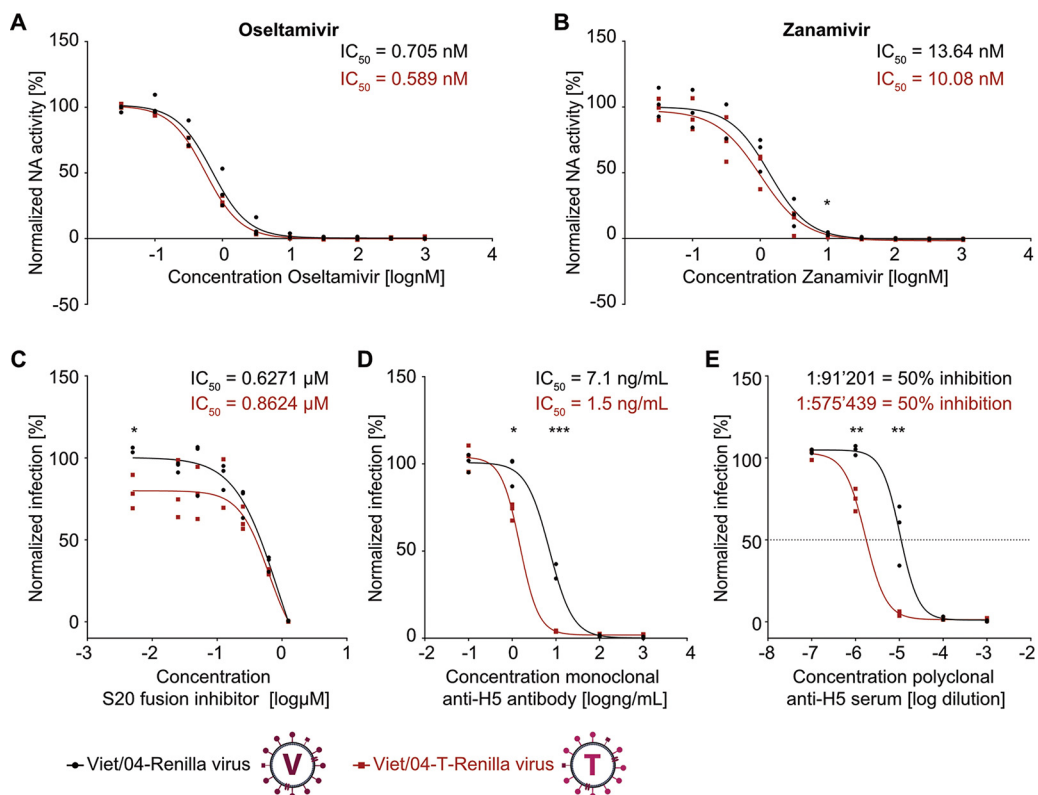 A
Oseltamivir
IC50 = 0.705 nM
IC50 = 0.589 nM
Normalized NA activity [%]
150
100
50
0
-50
-1 0 1 2 3 4
Concentration Oseltamivir [lognM]
B
Zanamivir
IC50 = 13.64 nM
IC50 = 10.08 nM
Normalized NA activity [%]
150
100
50
0
-50
*
-1 0 1 2 3 4
Concentration Zanamivir [lognM]
C
IC50 = 0.6271 µM
IC50 = 0.8624 µM
*
Normalized infection [%]
150
100
50
0
-3 -2 -1 0 1
Concentration
S20 fusion inhibitor [logµM]
D
IC50 = 7.1 ng/mL
IC50 = 1.5 ng/mL
* ***
Normalized infection [%]
150
100
50
0
-2 -1 0 1 2 3 4
Concentration monoclonal
anti-H5 antibody [logng/mL]
E
1:91'201 = 50% inhibition
1:575'439 = 50% inhibition
** **
Normalized infection [%]
150
100
50
0
-8 -7 -6 -5 -4 -3 -2
Concentration polyclonal
anti-H5 serum [log dilution]
Viet/04-Renilla virus
V
Viet/04-T-Renilla virus
T